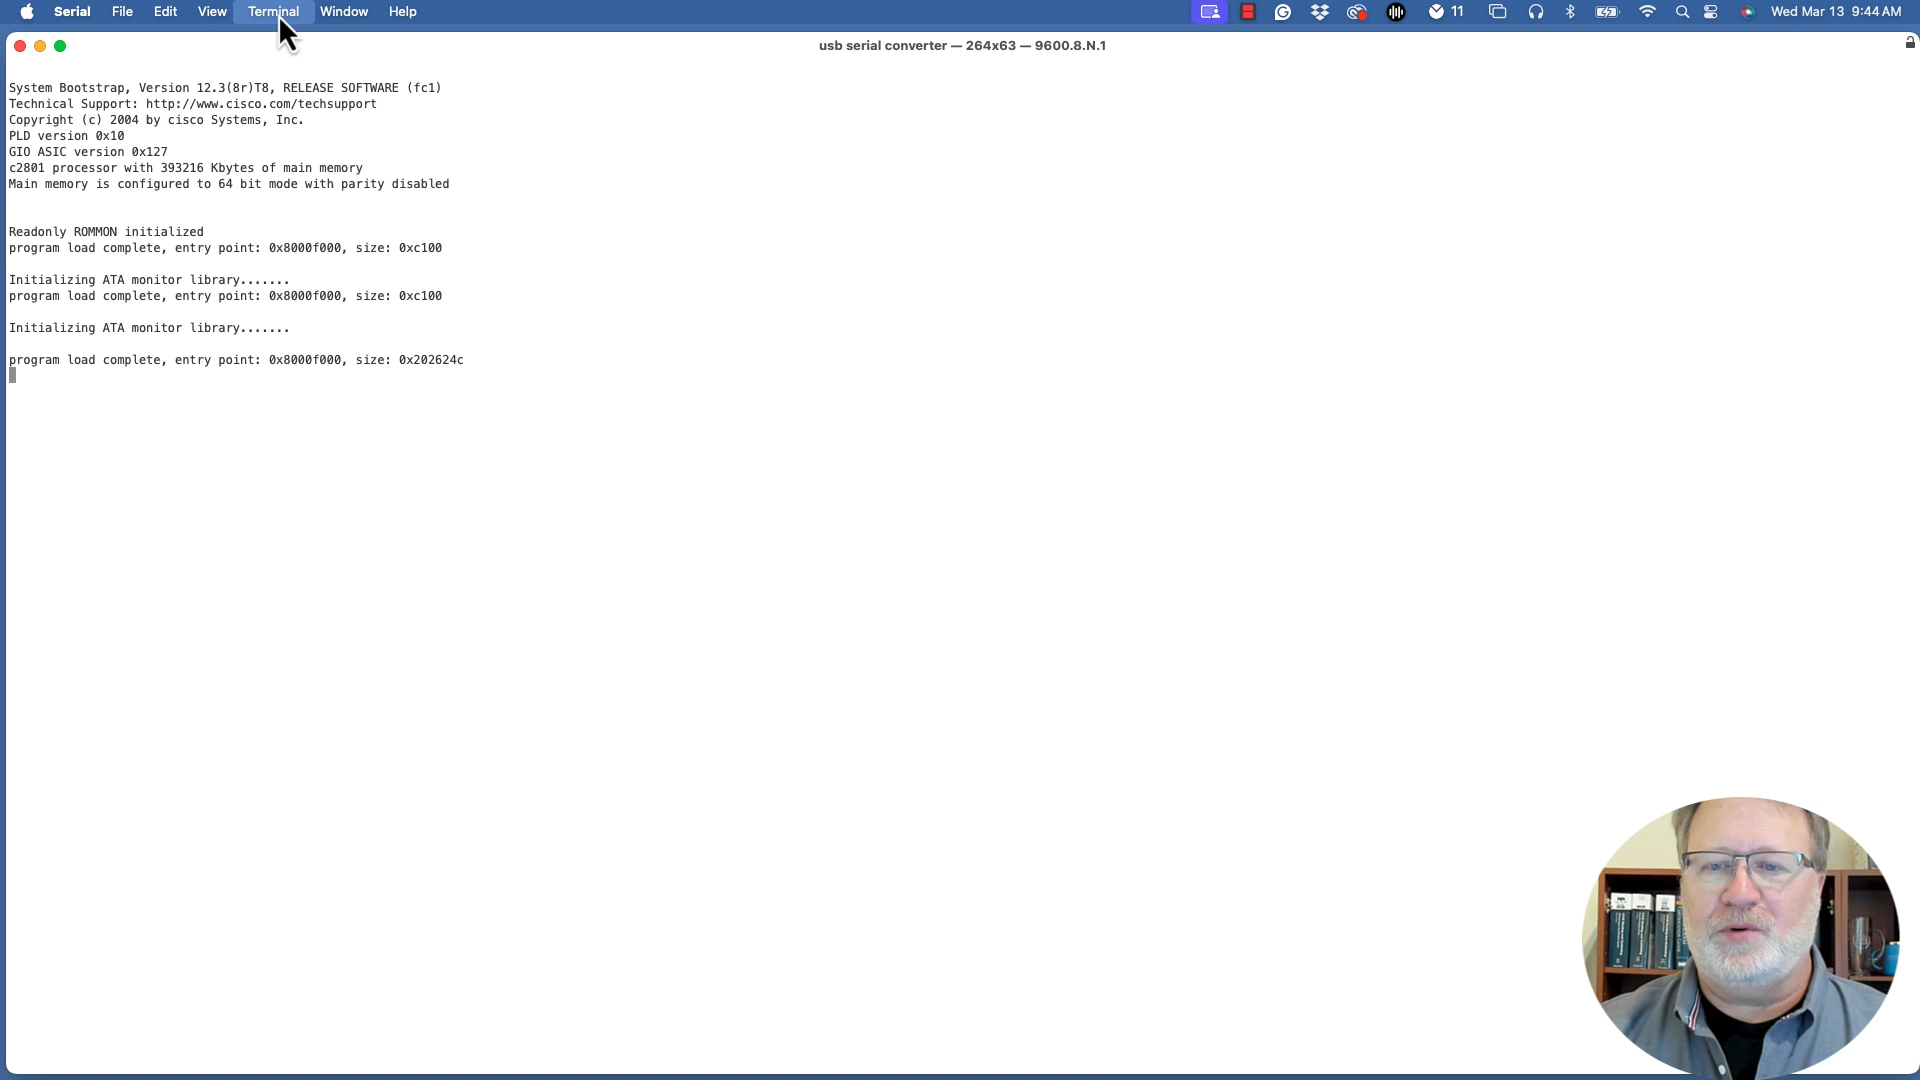 Serial File Edit View Terminal Window Help 11 Wed Mar 13 9:44 AM
usb serial converter — 264x63 — 9600.8.N.1
System Bootstrap, Version 12.3(8r)T8, RELEASE SOFTWARE (fc1)
Technical Support: http://www.cisco.com/techsupport
Copyright (c) 2004 by cisco Systems, Inc.
PLD version 0x10
GIO ASIC version 0x127
c2801 processor with 393216 Kbytes of main memory
Main memory is configured to 64 bit mode with parity disabled
Readonly ROMMON initialized
program load complete, entry point: 0x8000f000, size: 0xc100
Initializing ATA monitor library.......
program load complete, entry point: 0x8000f000, size: 0xc100
Initializing ATA monitor library.......
program load complete, entry point: 0x8000f000, size: 0x202624c